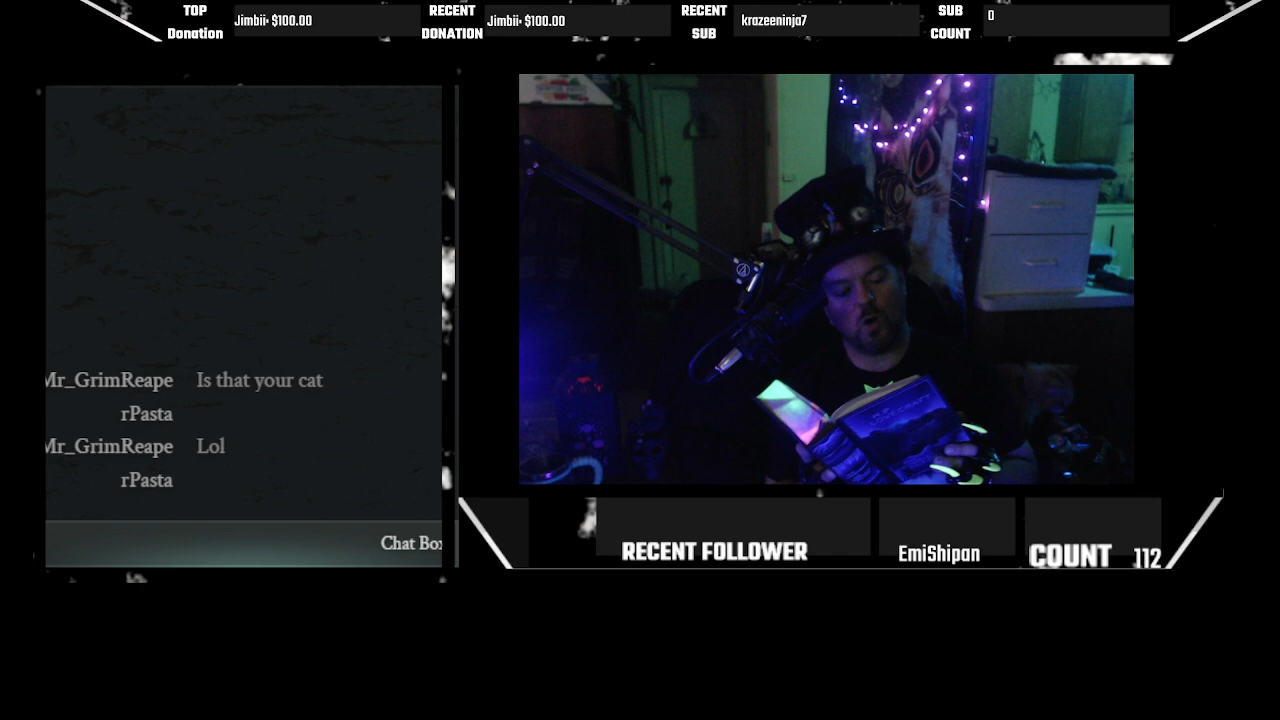 TOP
Donation
Jimbii: $100.00
RECENT
DONATION
Jimbii: $100.00
RECENT
SUB
krazeeninja7
SUB
COUNT
0
Mr_GrimReape
rPasta
Is that your cat
Mr_GrimReape
rPasta
Lol
Chat Box
H.P.
LOVECRAFT
RECENT FOLLOWER
EmiShipan
COUNT
112